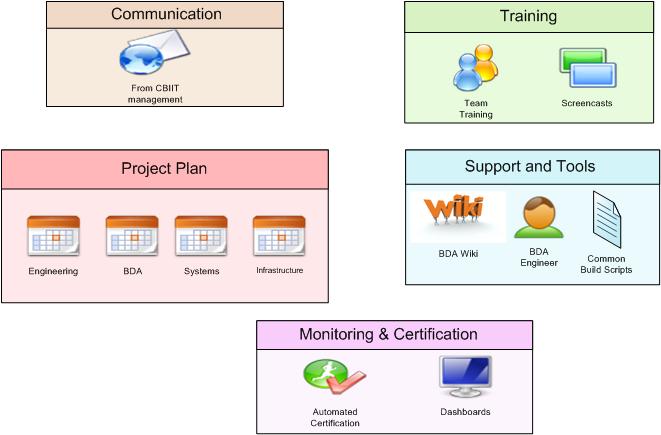 Communication
From CBIIT
management
Training
Team
Training
Screencasts
Project Plan
Engineering
BDA
Systems
Infrastructure
Support and Tools
wiki
BDA Wiki
BDA
Engineer
Common
Build Scripts
Monitoring & Certification
Automated
Certification
Dashboards